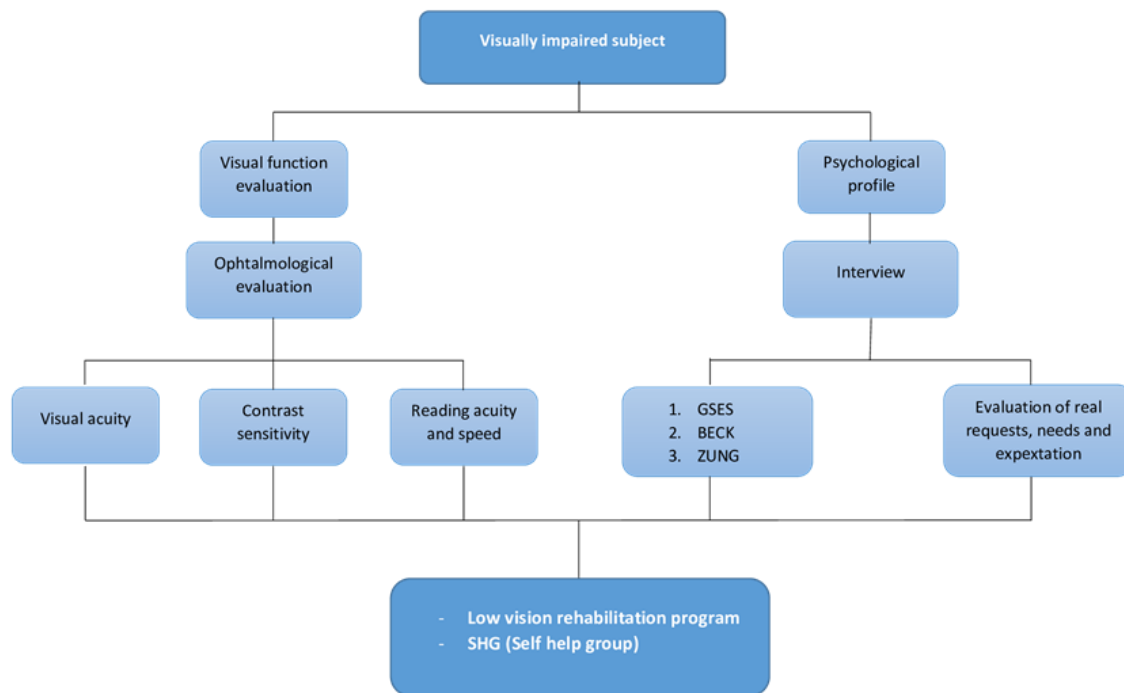 Visually impaired subject
Visual function
evaluation
Psychological
profile
Ophtalmological
evaluation
Interview
Visual acuity
Contrast
sensitivity
Reading acuity
and speed
1. GSES
2. BECK
3. ZUNG
Evaluation of real
requests, needs and
expextation
- Low vision rehabilitation program
- SHG (Self help group)